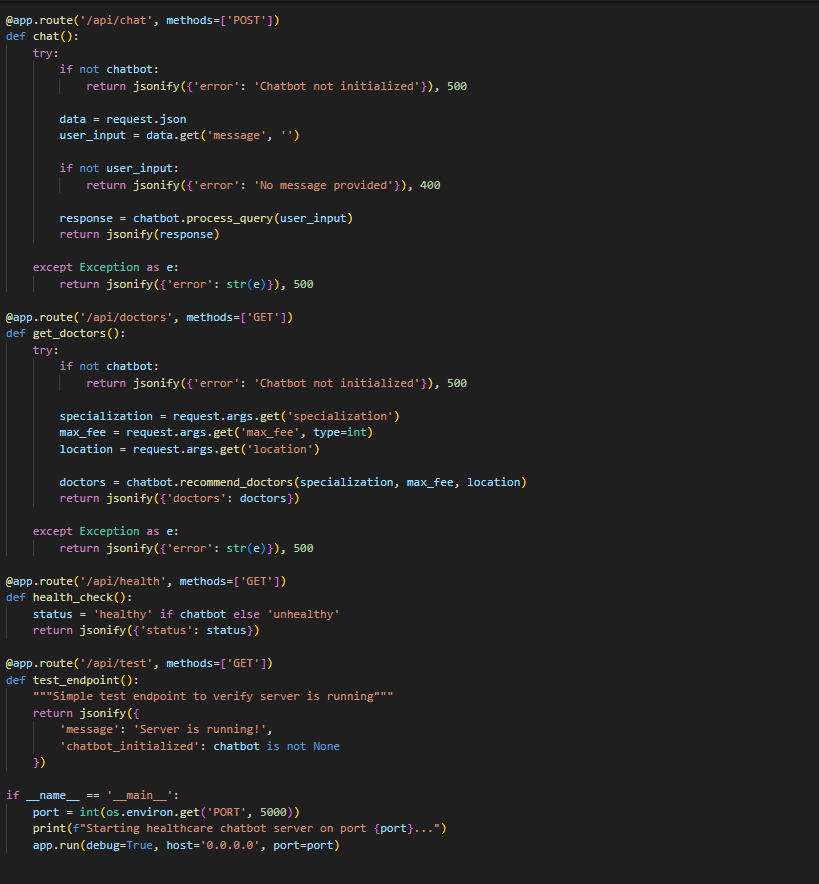 @app.route('/api/chat', methods=['POST'])
def chat():
    try:
        if not chatbot:
            return jsonify({'error': 'Chatbot not initialized'}), 500

        data = request.json
        user_input = data.get('message', '')

        if not user_input:
            return jsonify({'error': 'No message provided'}), 400

        response = chatbot.process_query(user_input)
        return jsonify(response)

    except Exception as e:
        return jsonify({'error': str(e)}), 500

@app.route('/api/doctors', methods=['GET'])
def get_doctors():
    try:
        if not chatbot:
            return jsonify({'error': 'Chatbot not initialized'}), 500

        specialization = request.args.get('specialization')
        max_fee = request.args.get('max_fee', type=int)
        location = request.args.get('location')

        doctors = chatbot.recommend_doctors(specialization, max_fee, location)
        return jsonify({'doctors': doctors})

    except Exception as e:
        return jsonify({'error': str(e)}), 500

@app.route('/api/health', methods=['GET'])
def health_check():
    status = 'healthy' if chatbot else 'unhealthy'
    return jsonify({'status': status})

@app.route('/api/test', methods=['GET'])
def test_endpoint():
    """Simple test endpoint to verify server is running"""
    return jsonify({
        'message': 'Server is running!',
        'chatbot_initialized': chatbot is not None
    })

if __name__ == '__main__':
    port = int(os.environ.get('PORT', 5000))
    print(f"Starting healthcare chatbot server on port {port}...")
    app.run(debug=True, host='0.0.0.0', port=port)